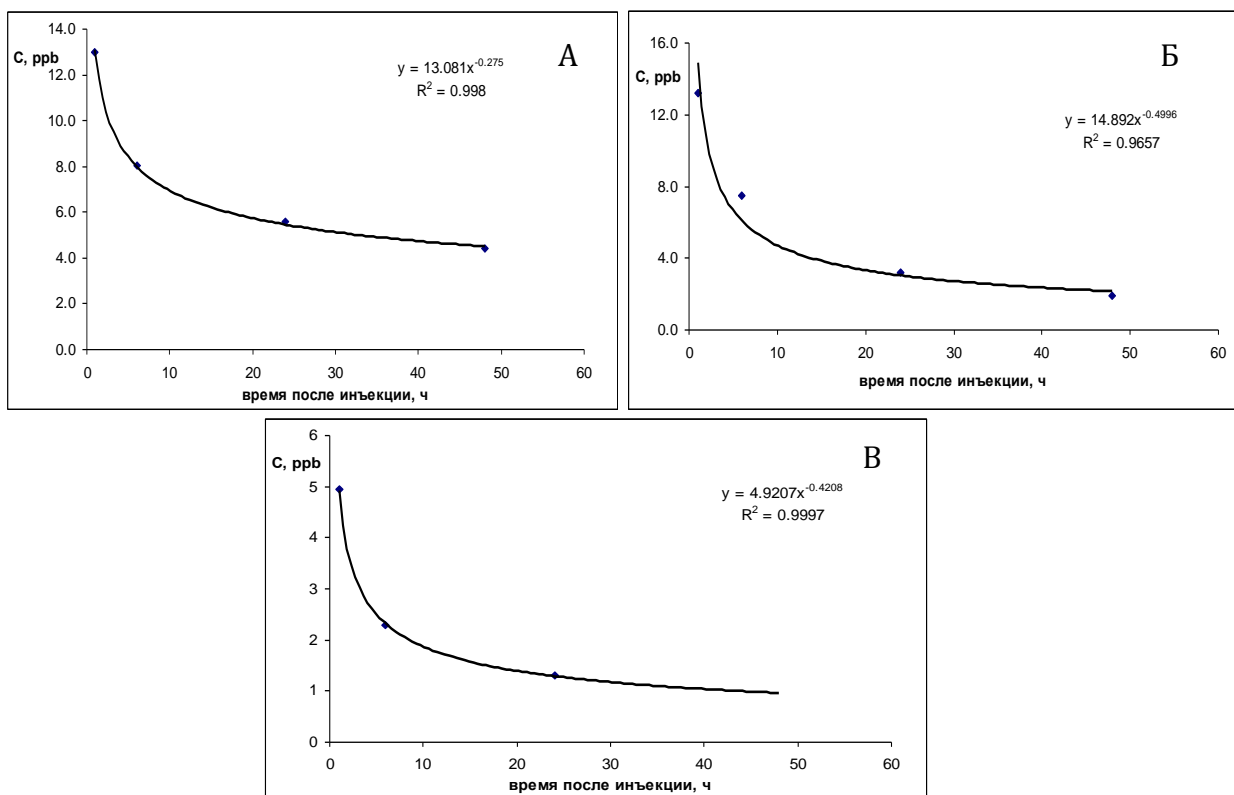 А
C, ppb
y = 13.081x^-0.275
R² = 0.998
14.0
12.0
10.0
8.0
6.0
4.0
2.0
0.0
0 10 20 30 40 50 60
время после инъекции, ч
Б
C, ppb
y = 14.892x^-0.4996
R² = 0.9657
16.0
12.0
8.0
4.0
0.0
0 10 20 30 40 50 60
время после инъекции, ч
В
C, ppb
y = 4.9207x^-0.4208
R² = 0.9997
6
5
4
3
2
1
0
0 10 20 30 40 50 60
время после инъекции, ч